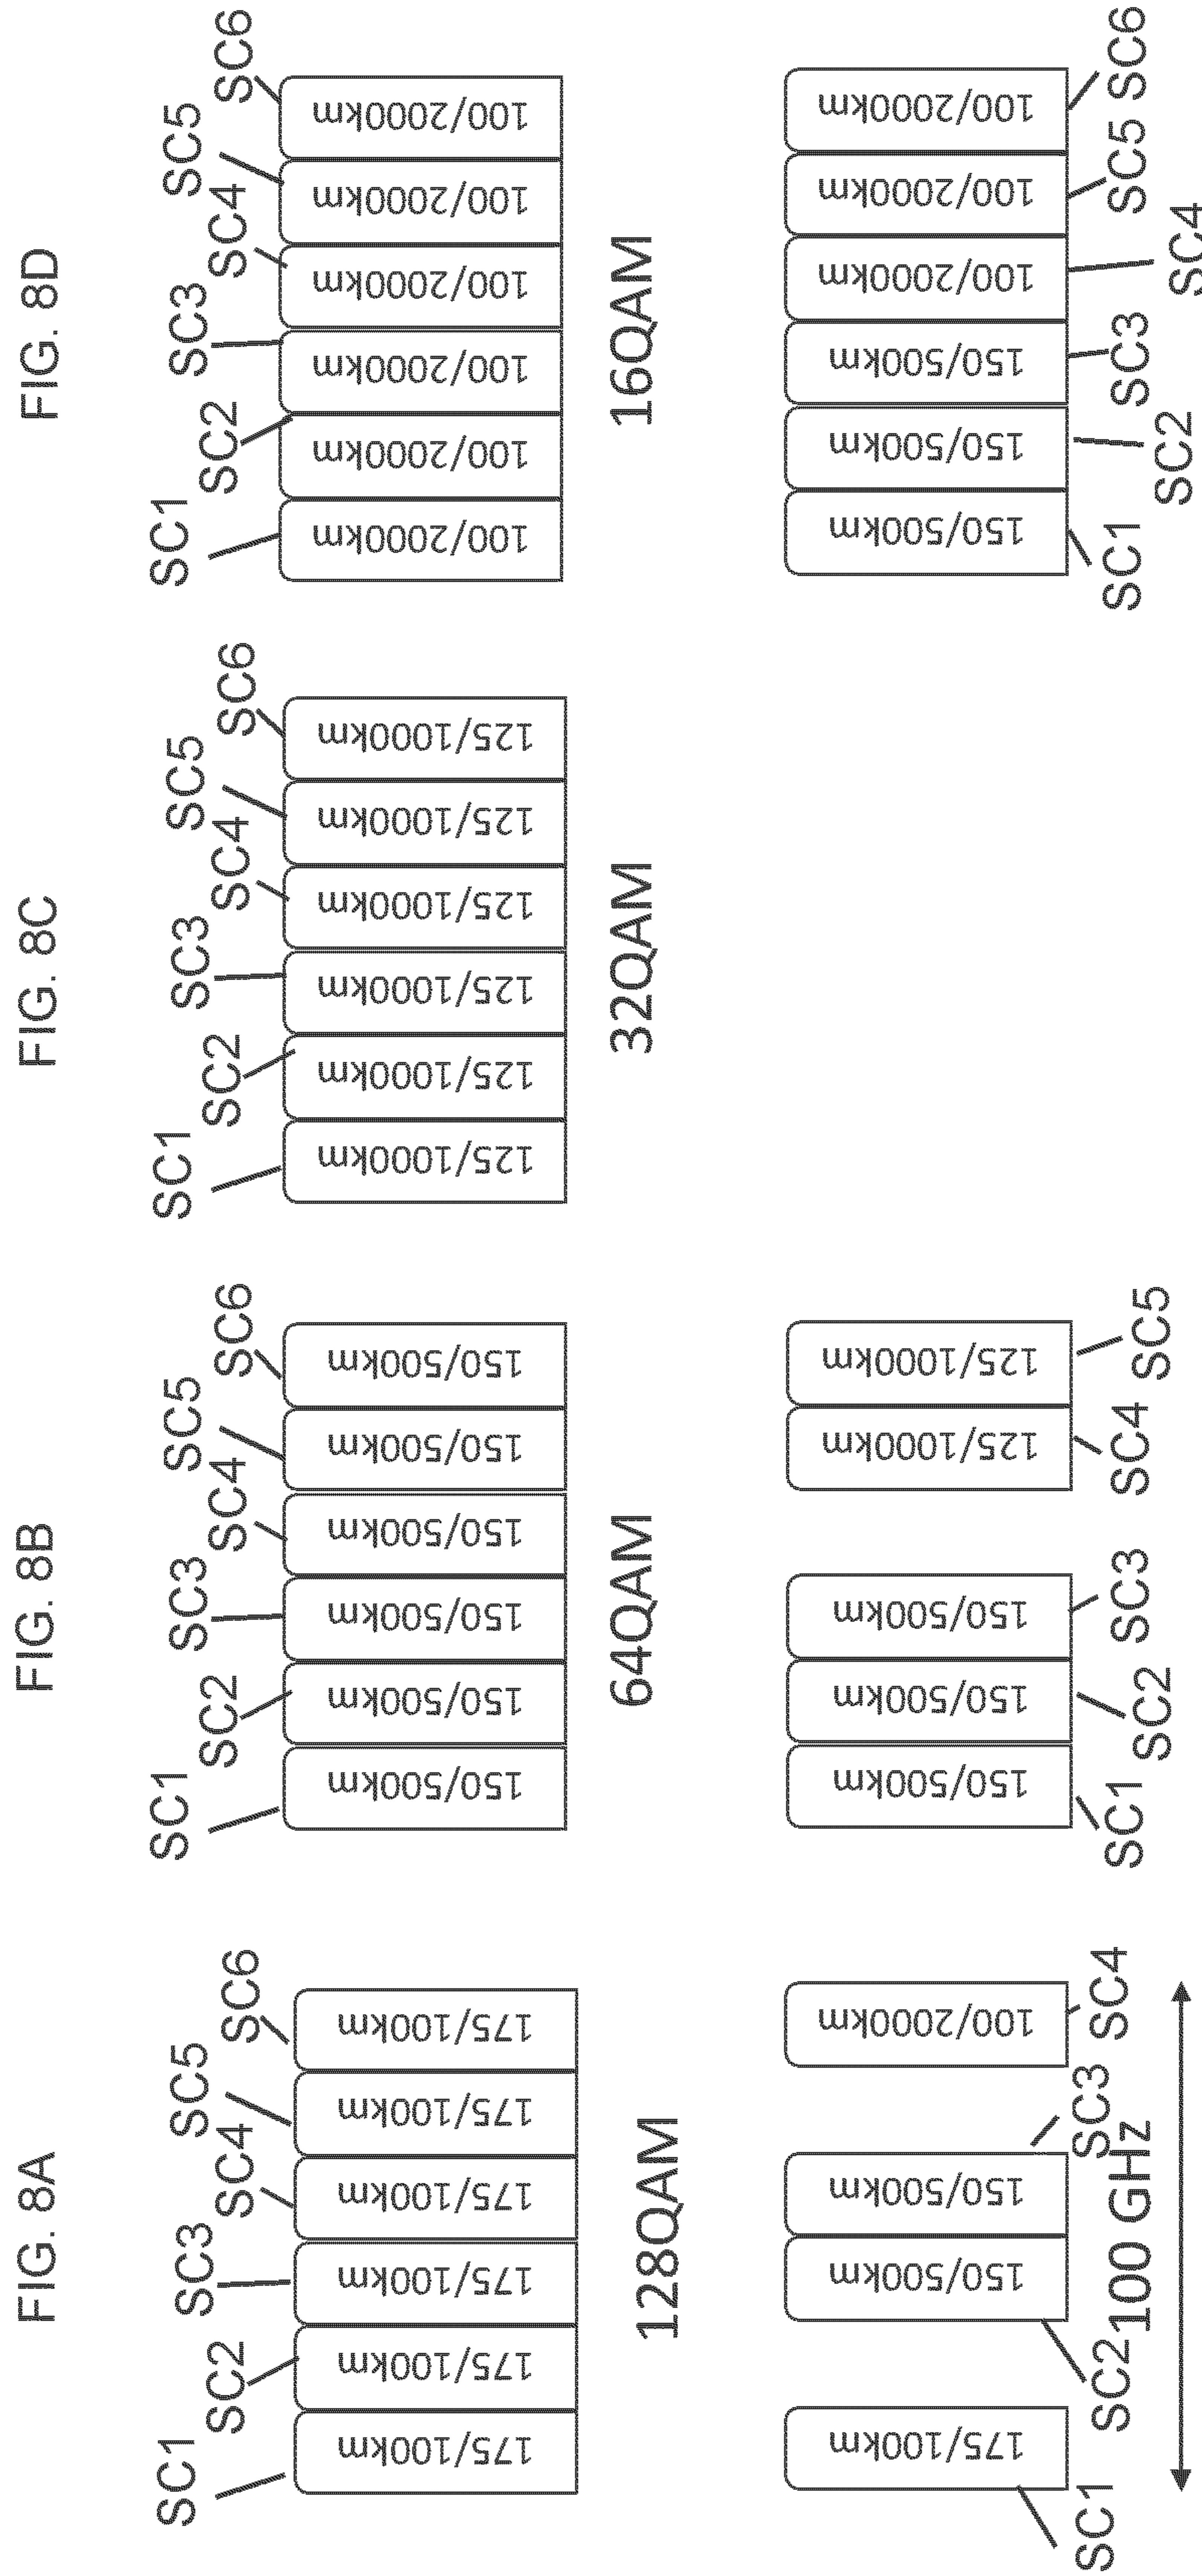 FIG. 8A
SC1 SC2 SC3 SC4 SC5 SC6
175/100km 175/100km 175/100km 175/100km 175/100km 175/100km
128QAM
FIG. 8B
SC1 SC2 SC3 SC4 SC5 SC6
150/500km 150/500km 150/500km 150/500km 150/500km 150/500km
64QAM
FIG. 8C
SC1 SC2 SC3 SC4 SC5 SC6
125/1000km 125/1000km 125/1000km 125/1000km 125/1000km 125/1000km
32QAM
FIG. 8D
SC1 SC2 SC3 SC4 SC5 SC6
100/2000km 100/2000km 100/2000km 100/2000km 100/2000km 100/2000km
16QAM
175/100km 150/500km 150/500km 100/2000km
SC1 SC2 SC3 SC4
100 GHz
150/500km 150/500km 150/500km 125/1000km 125/1000km
SC1 SC2 SC3 SC4 SC5
150/500km 150/500km 150/500km 100/2000km 100/2000km 100/2000km
SC1 SC2 SC3 SC4 SC5 SC6